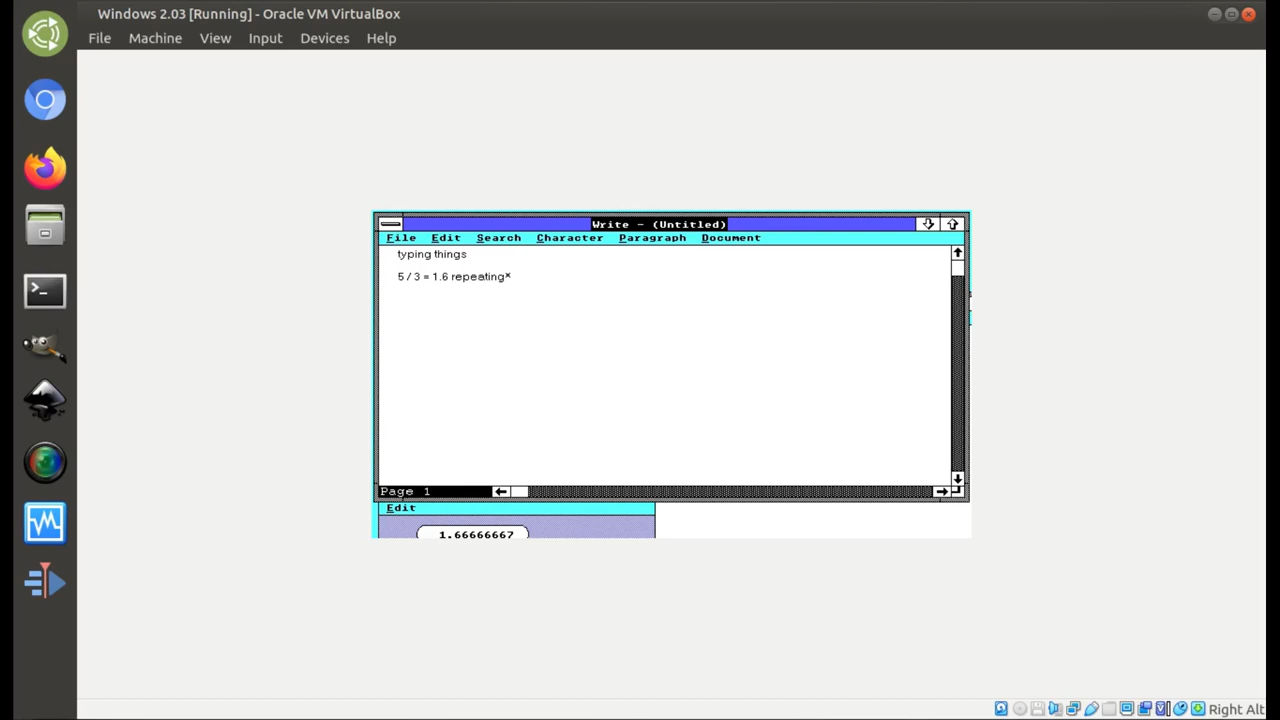 Windows 2.03 [Running] - Oracle VM VirtualBox
File Machine View Input Devices Help
Write - (Untitled)
File Edit Search Character Paragraph Document
typing things
5 / 3 = 1.6 repeating
Page 1
Edit
1.66666667
Right Alt